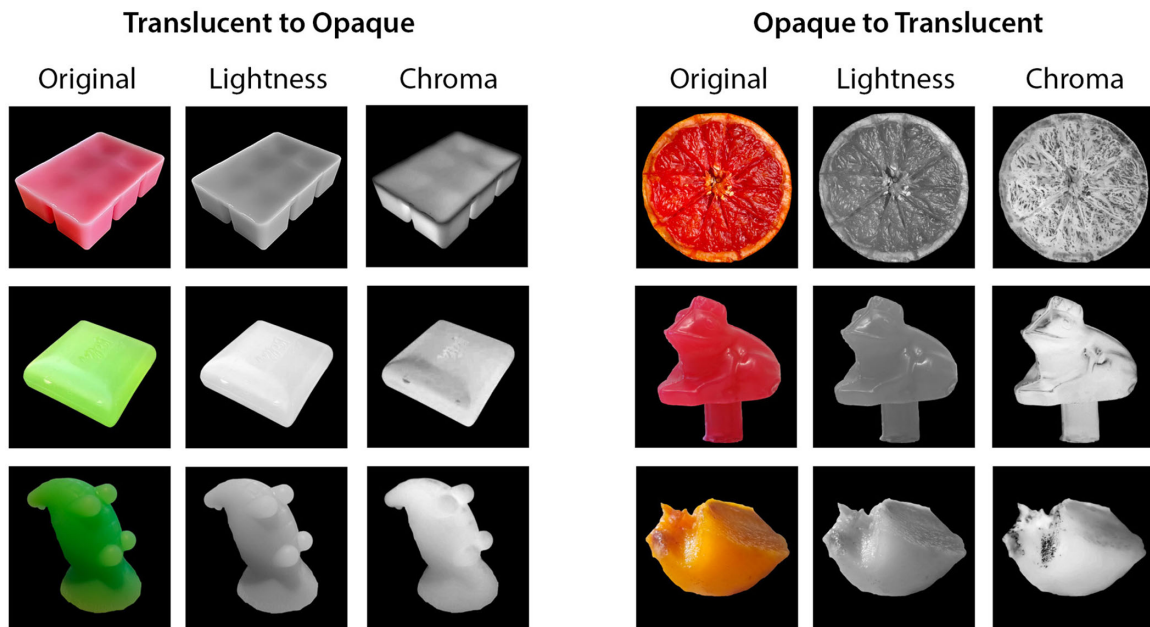 Translucent to Opaque
Opaque to Translucent
Original Lightness Chroma
Original Lightness Chroma